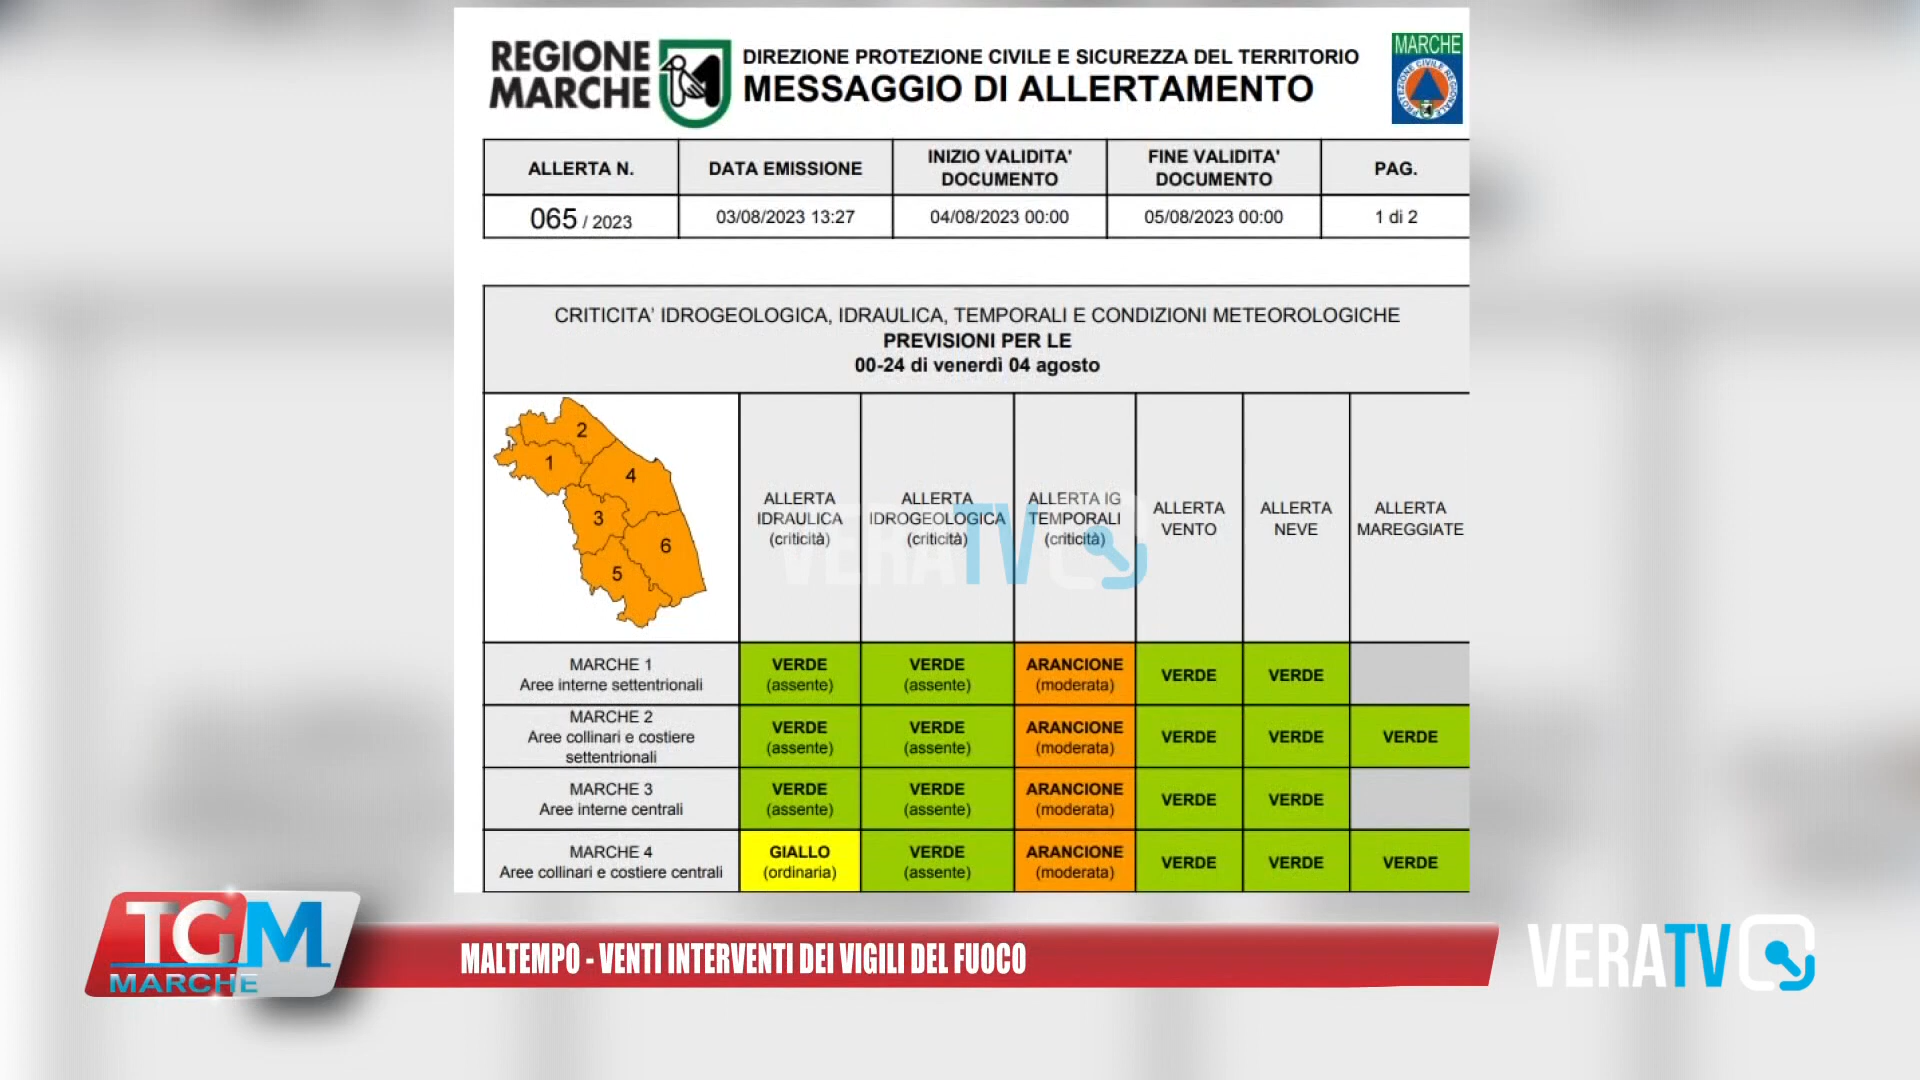 REGIONE
MARCHE
DIREZIONE PROTEZIONE CIVILE E SICUREZZA DEL TERRITORIO
MESSAGGIO DI ALLERTAMENTO
MARCHE
PROTEZIONE CIVILE REGIONALE
ALLERTA N.
DATA EMISSIONE
INIZIO VALIDITA'
DOCUMENTO
FINE VALIDITA'
DOCUMENTO
PAG.
065 / 2023
03/08/2023 13:27
04/08/2023 00:00
05/08/2023 00:00
1 di 2
CRITICITA' IDROGEOLOGICA, IDRAULICA, TEMPORALI E CONDIZIONI METEOROLOGICHE
PREVISIONI PER LE
00-24 di venerdì 04 agosto
2
1
4
3
6
5
ALLERTA
IDRAULICA
(criticità)
ALLERTA
IDROGEOLOGICA
(criticità)
ALLERTA IG
TEMPORALI
(criticità)
ALLERTA
VENTO
ALLERTA
NEVE
ALLERTA
MAREGGIATE
VERATV
MARCHE 1
Aree interne settentrionali
VERDE
(assente)
VERDE
(assente)
ARANCIONE
(moderata)
VERDE
VERDE
MARCHE 2
Aree collinari e costiere
settentrionali
VERDE
(assente)
VERDE
(assente)
ARANCIONE
(moderata)
VERDE
VERDE
VERDE
MARCHE 3
Aree interne centrali
VERDE
(assente)
VERDE
(assente)
ARANCIONE
(moderata)
VERDE
VERDE
MARCHE 4
Aree collinari e costiere centrali
GIALLO
(ordinaria)
VERDE
(assente)
ARANCIONE
(moderata)
VERDE
VERDE
VERDE
TGM
MARCHE
MALTEMPO - VENTI INTERVENTI DEI VIGILI DEL FUOCO
VERATV